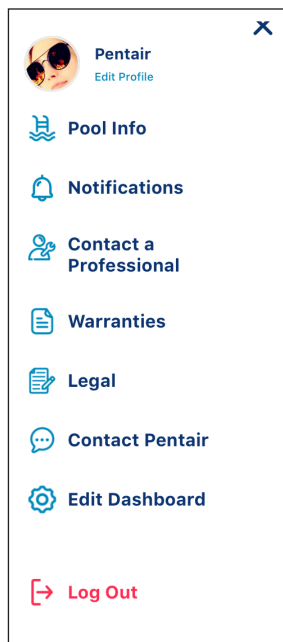 Pentair
Edit Profile
Pool Info
Notifications
Contact a
Professional
Warranties
Legal
Contact Pentair
Edit Dashboard
Log Out